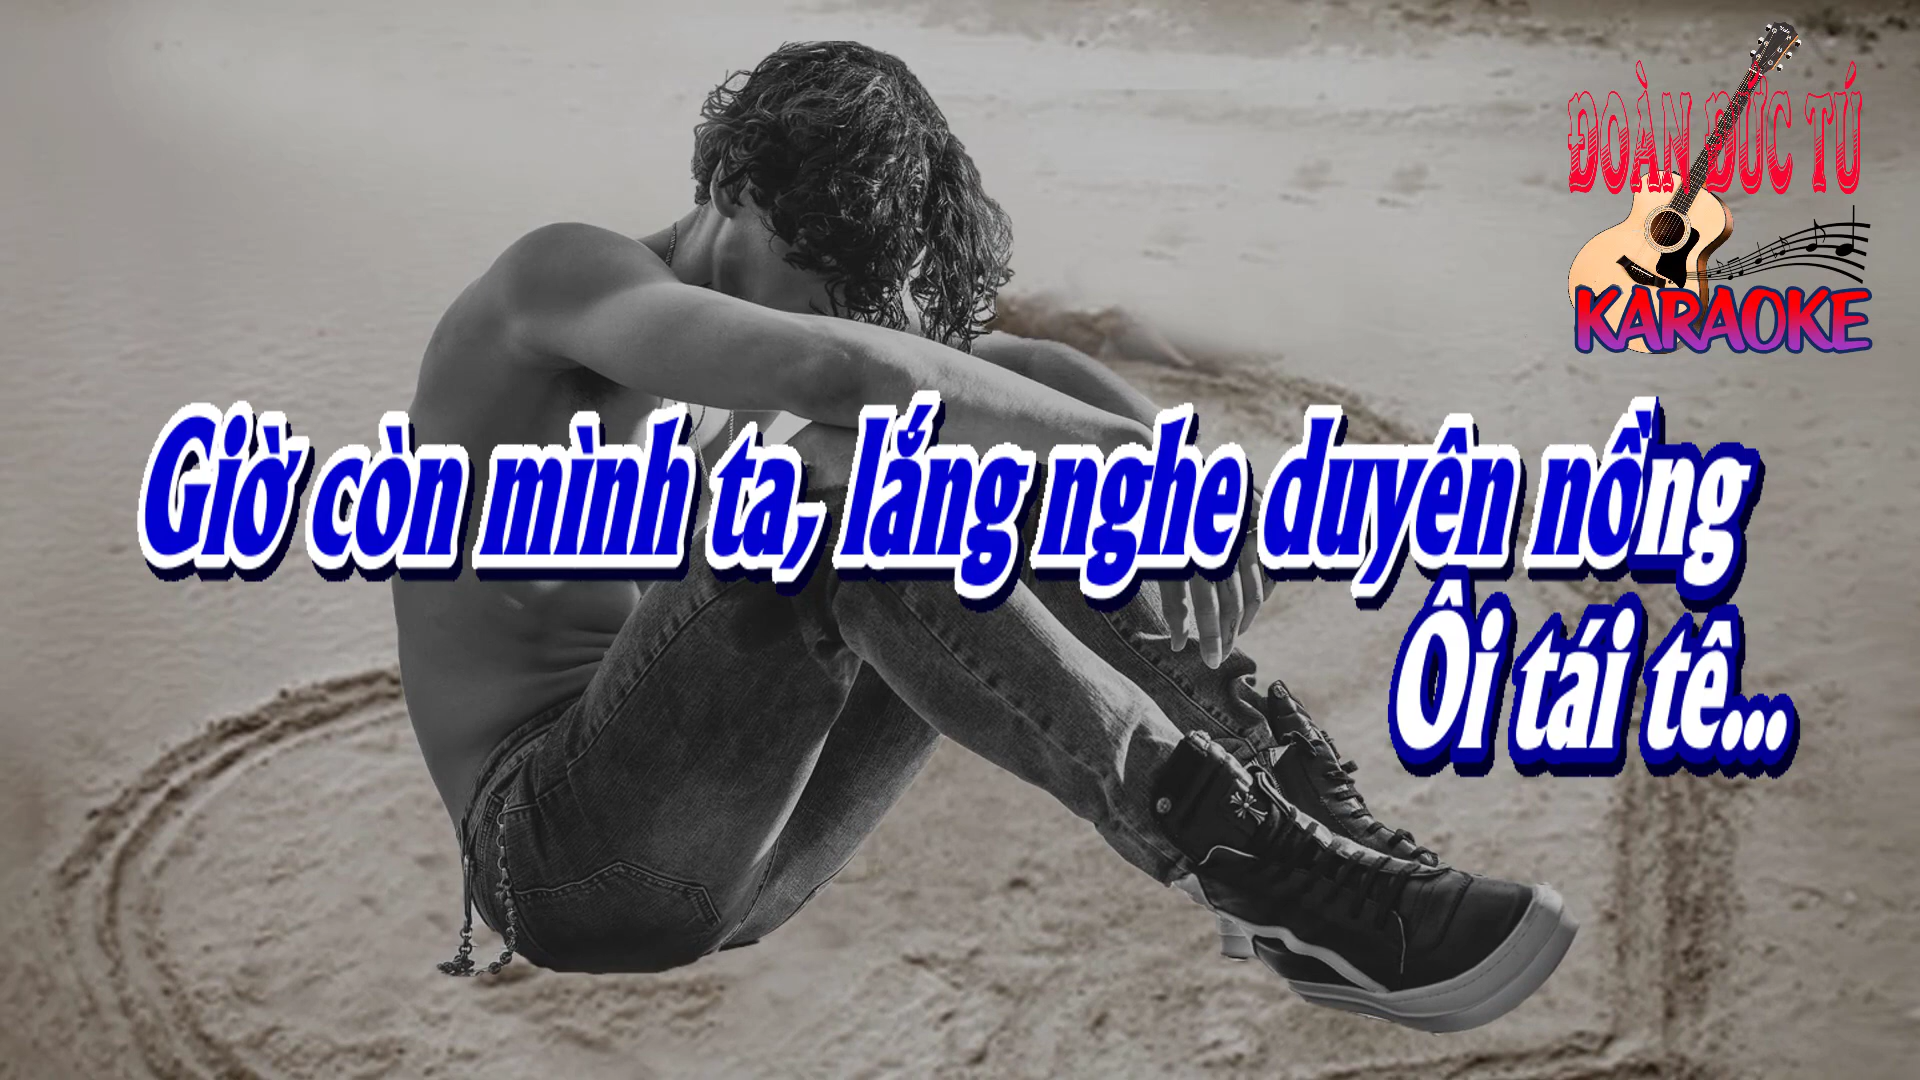 ĐOÀN ĐỨC TÚ
KARAOKE
Giờ còn mình ta, lắng nghe duyên nồng
Ôi tái tê...